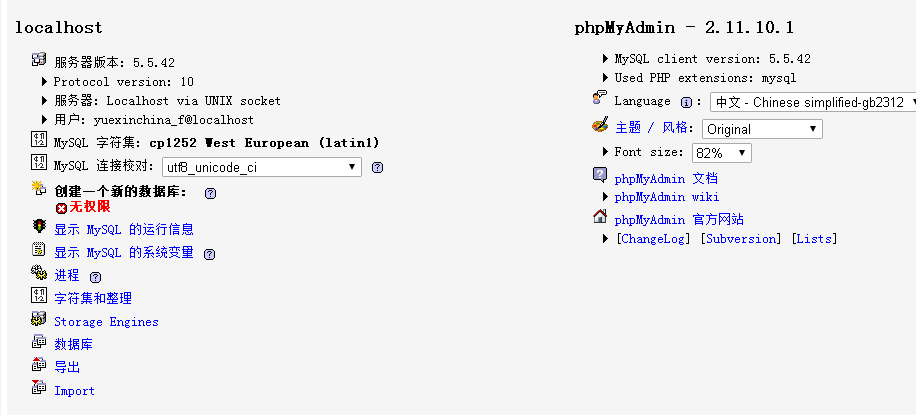 localhost
服务器版本: 5.5.42
Protocol version: 10
服务器: Localhost via UNIX socket
用户: yuexinchina_f@localhost
MySQL 字符集: cp1252 West European (latin1)
MySQL 连接校对: utf8_unicode_ci
创建一个新的数据库:
无权限
显示 MySQL 的运行信息
显示 MySQL 的系统变量
进程
字符集和整理
Storage Engines
数据库
导出
Import
phpMyAdmin - 2.11.10.1
MySQL client version: 5.5.42
Used PHP extensions: mysql
Language : 中文 - Chinese simplified-gb2312
主题 / 风格: Original
Font size: 82%
phpMyAdmin 文档
phpMyAdmin wiki
phpMyAdmin 官方网站
[ChangeLog] [Subversion] [Lists]